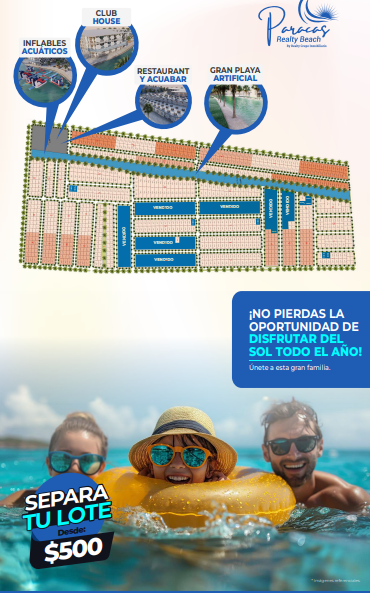 CLUB
HOUSE
Paracas
Realty Beach
INFLABLES
ACUÁTICOS
RESTAURANT
Y ACUABAR
GRAN PLAYA
ARTIFICIAL
VENDIDO
VENDIDO
VENDIDO
VENDIDO
VENDIDO
VENDIDO
VENDIDO
¡NO PIERDAS LA
OPORTUNIDAD DE
DISFRUTAR DEL
SOL TODO EL AÑO!
Únete a esta gran familia.
SEPARA
TU LOTE
Desde:
$500